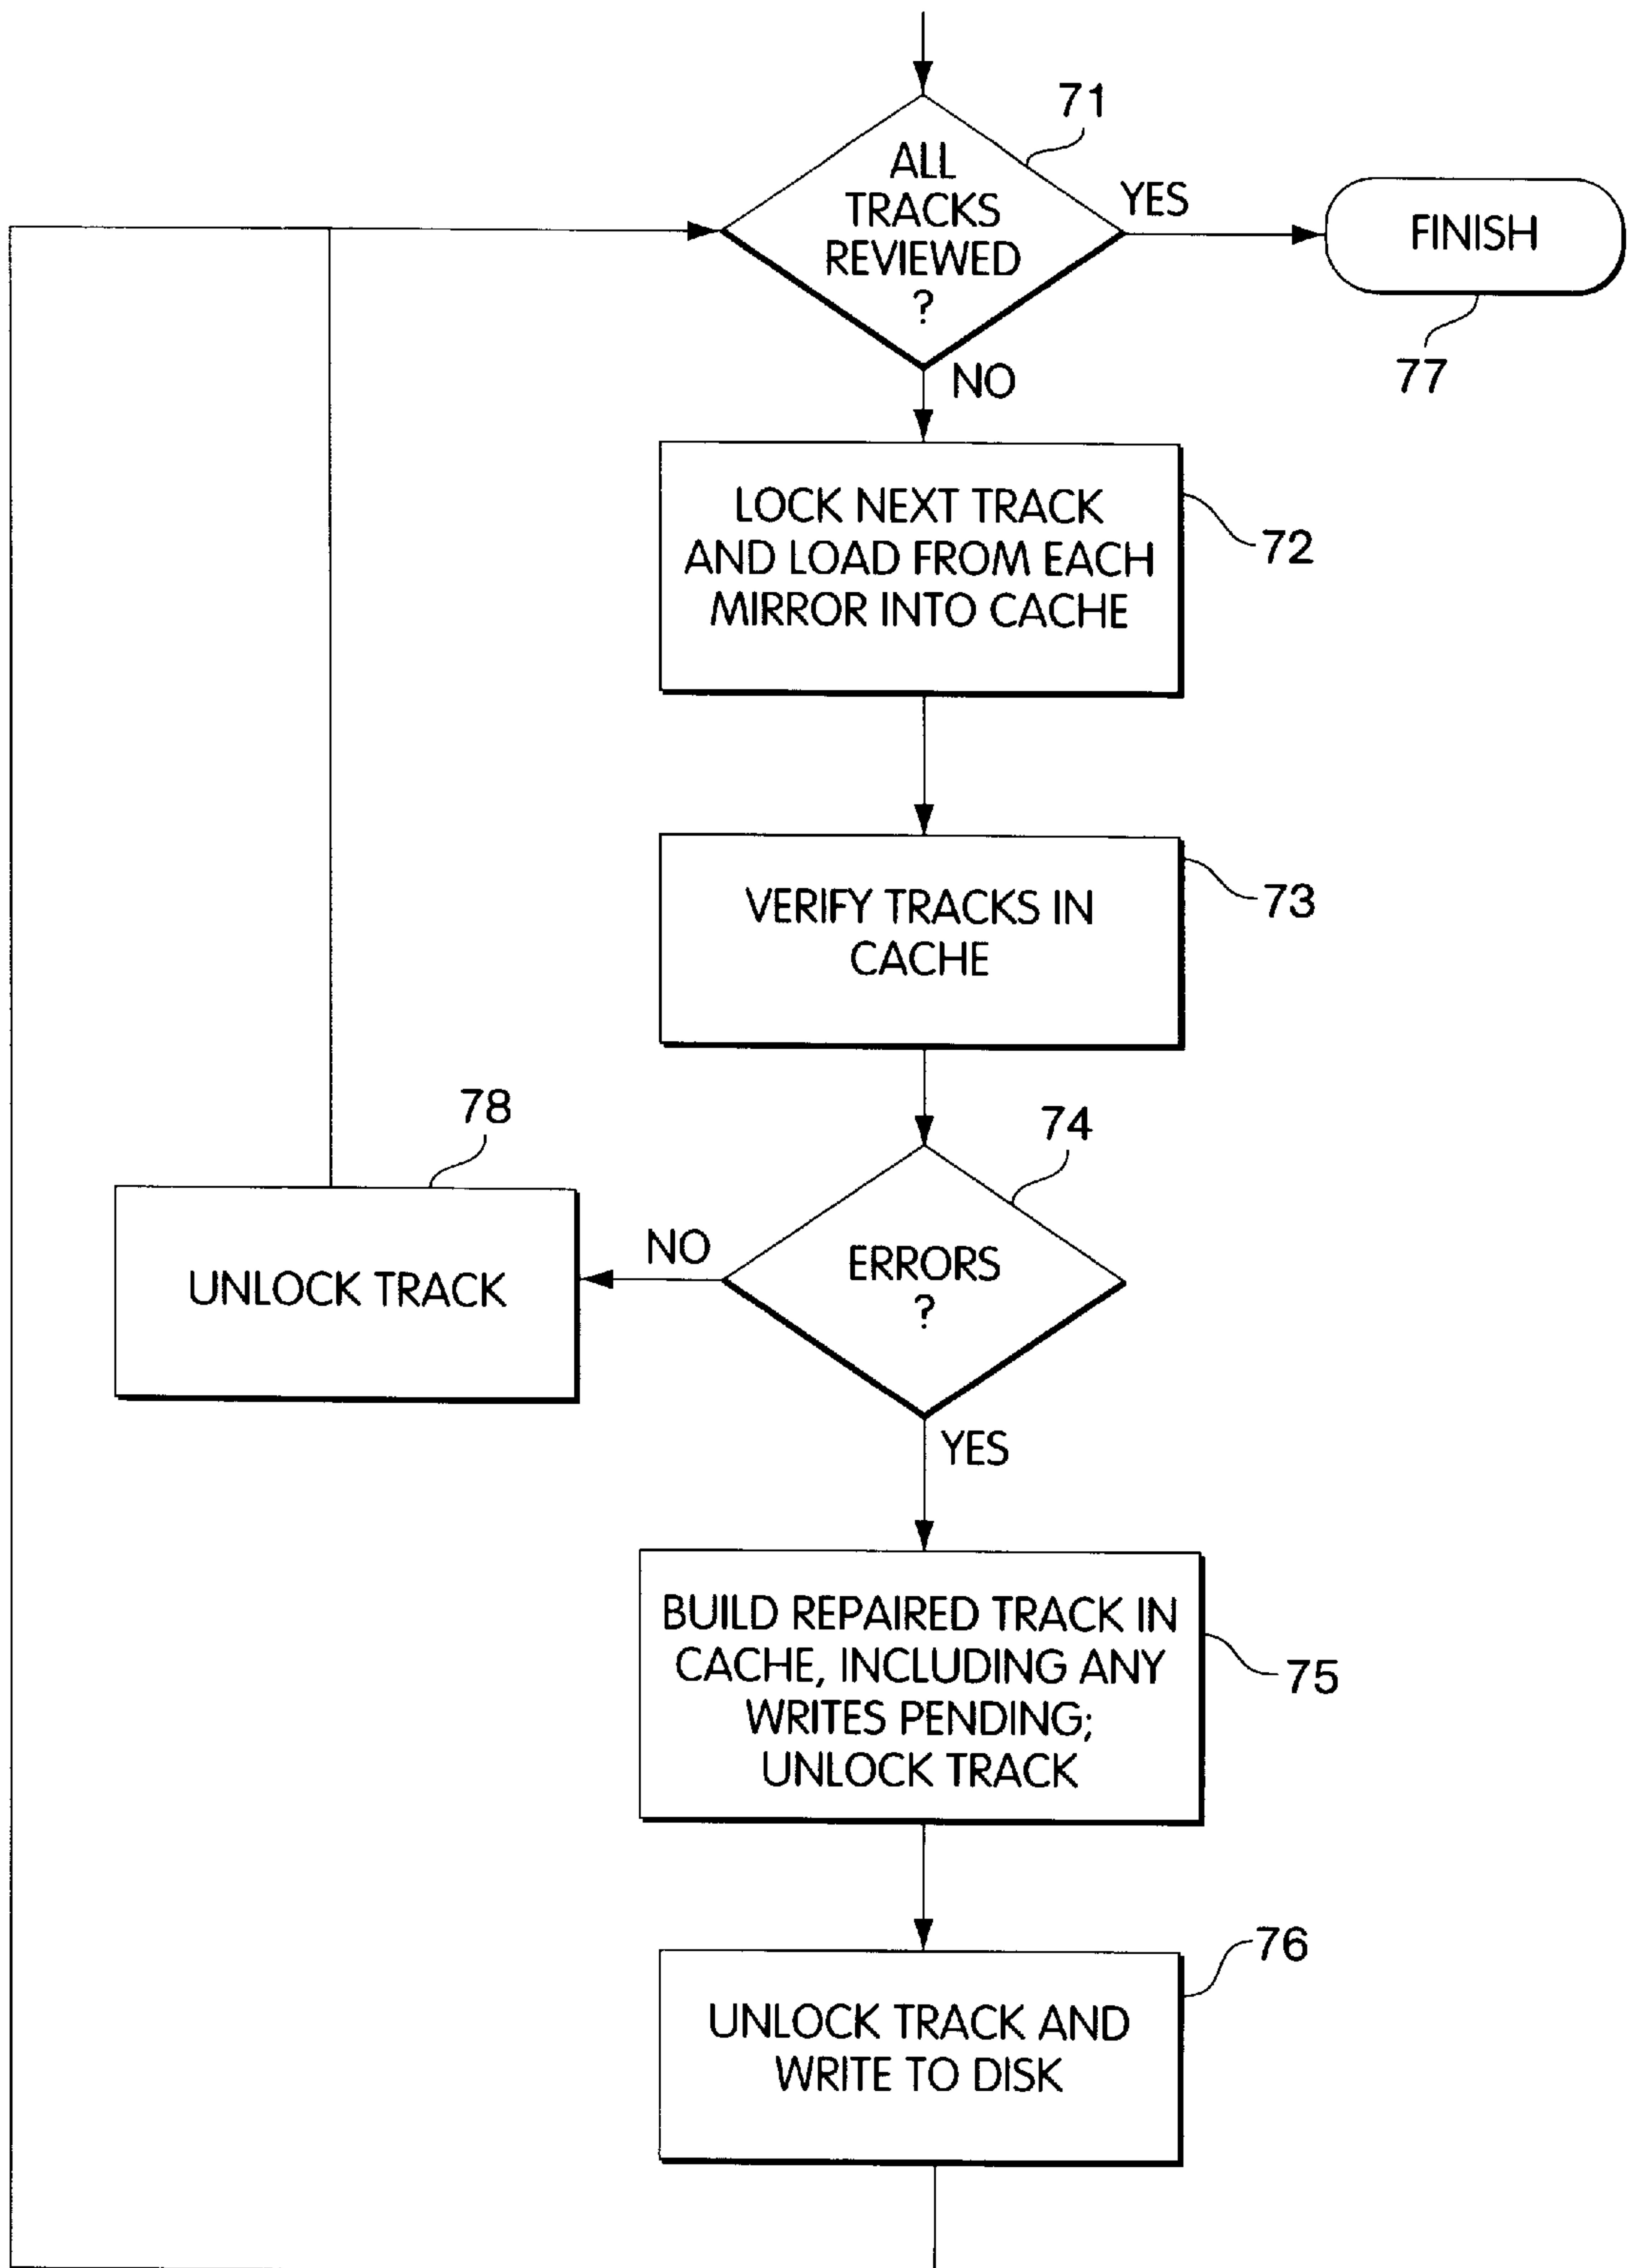 71
ALL
TRACKS
REVIEWED
?
YES
FINISH
77
NO
LOCK NEXT TRACK
AND LOAD FROM EACH
MIRROR INTO CACHE
72
VERIFY TRACKS IN
CACHE
73
78
74
UNLOCK TRACK
NO
ERRORS
?
YES
BUILD REPAIRED TRACK IN
CACHE, INCLUDING ANY
WRITES PENDING;
UNLOCK TRACK
75
76
UNLOCK TRACK AND
WRITE TO DISK